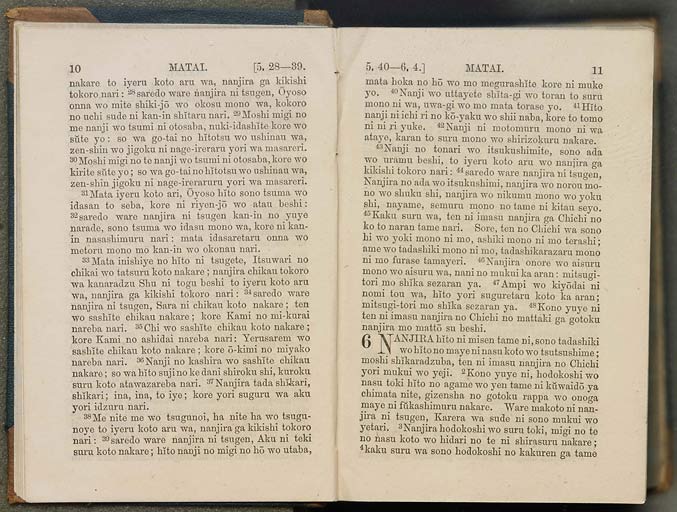 10 MATAI. [5, 28—39.
nakare to iyeru koto aru wa, nanjira ga kikishi
tokoro nari: ²⁸saredo ware nanjira ni tsugen, Oyoso
onna wo mite shiki-jō wo okosu mono wa, kokoro
no uchi sude ni kan-in shĭtaru nari. ²⁹Moshi migi no
me nanji wo tsumi ni otosaba, nuki-idashĭte kore wo
sŭte yo: so wa go-tai no hĭtotsu wo ushinau wa,
zen-shin wo jigoku ni nage-ireraru yori wa masareri.
³⁰Moshi migi no te nanji wo tsumi ni otosaba, kore wo
kirite sŭte yo; so wa go-tai no hĭtotsu wo ushinau wo,
zen-shin jigoku ni nage-ireraruru yori wa masareri.
³¹Mata iyeru koto ari, Oyoso hĭto sono tsuma wo
idasan to seba, kore ni riyen-jō wo atau beshi:
³²saredo ware nanjira ni tsugen kan-in no yuye
narade, sono tsuma wo idasu mono wa, kore ni kan-
in nasashimuru nari: mata idasaretaru onna wo
metoru mono mo kan-in wo okonau nari.
³³Mata inishiye no hĭto ni tsugete, Itsuwari no
chikai wo tatsuru koto nakare; nanjira chikau tokoro
wa kanaradzu Shu ni togu beshi to iyeru koto aru
wa, nanjira ga kikishi tokoro nari: ³⁴saredo ware
nanjira ni tsugen, Sara ni chikau koto nakare; ten
wo sashĭte chikau nakare; kore Kami no mi-kurai
nareba nari. ³⁵Chi wo sashĭte chikau koto nakare;
kore Kami no ashidai nareba nari: Yerusarem wo
sashĭte chikau koto nakare; kore ō-kimi no miyako
nareba nari. ³⁶Nanji no kashira wo sashĭte chikau
nakare; so wa hĭto suji no ke dani shiroku shi, kuroku
suru koto atawazareba nari. ³⁷Nanjira tada shĭkari,
shĭkari; ina, ina, to iye; kore yori suguru wa aku
yori idzuru nari.
³⁸Me nite me wo tsugunoi, ha nite ha wo tsugu-
noye to iyeru koto aru wa, nanjira ga kikishi tokoro
nari: ³⁹saredo ware nanjira ni tsugen, Aku ni teki
suru koto nakare; hĭto nanji no migi no hō wo utaba,
5, 40—6, 4.] MATAI. 11
mata hoka no hō wo mo megurashĭte kore ni muke
yo. ⁴⁰Nanji wo uttayete shĭta-gi wo toran to suru
mono ni wa, uwa-gi wo mo mata torase yo. ⁴¹Hĭto
nanji ni ichi ri no kō-yaku wo shii naba, kore to tomo
ni ni ri yuke. ⁴²Nanji ni motomuru mono ni wa
ataye, karan to suru mono wo shirizokuru nakare.
⁴³Nanji no tonari wo itsukushimite, sono ada
wo uramu beshi, to iyeru koto aru wo nanjira ga
kikishi tokoro nari: ⁴⁴saredo ware nanjira ni tsugen,
Nanjira no ada wo itsukushimi, nanjira wo norou mo-
no wo shuku shi, nanjira wo nikumu mono wo yoku
shi, nayame, semuru mono no tame ni kitau seyo.
⁴⁵Kaku suru wa, ten ni imasu nanjira ga Chichi no
ko to naran tame nari. Sore, ten no Chichi wa sono
hi wo yoki mono ni mo, ashiki mono ni mo terashi;
ame wo tadashiki mono ni mo, tadashikarazaru mono
ni mo furase tamayeri. ⁴⁶Nanjira onore wo aisuru
mono wo aisuru wa, nani no mukui ka aran: mitsugi-
tori mo shĭka sezaran ya. ⁴⁷Ampi wo kiyōdai ni
nomi tou wa, hĭto yori suguretaru koto ka aran;
mitsugi-tori mo shĭka sezaran ya. ⁴⁸Kono yuye ni
ten ni imasu nanjira no Chichi no mattaki ga gotoku
nanjira mo mattō su beshi.
6 NANJIRA hĭto ni misen tame ni, sono tadashiki
wo hĭto no maye ni nasu koto wo tsutsushime;
moshi shĭkaradzuba, ten ni imasu nanjira no Chichi
yori mukui wo yeji. ²Kono yuye ni, hodokoshi wo
nasu toki hĭto no agame wo yen tame ni kŭwaidō ya
chimata nite, gizensha no gotoku rappa wo onoga
maye ni fŭkashimuru nakare. Ware makoto ni nan-
jira ni tsugen, Karera wa sude ni sono mukui wo
yetari. ³Nanjira hodokoshi wo suru toki, migi no te
no nasu koto wo hidari no te ni shirasuru nakare;
⁴kaku suru wa sono hodokoshi no kakuren ga tame